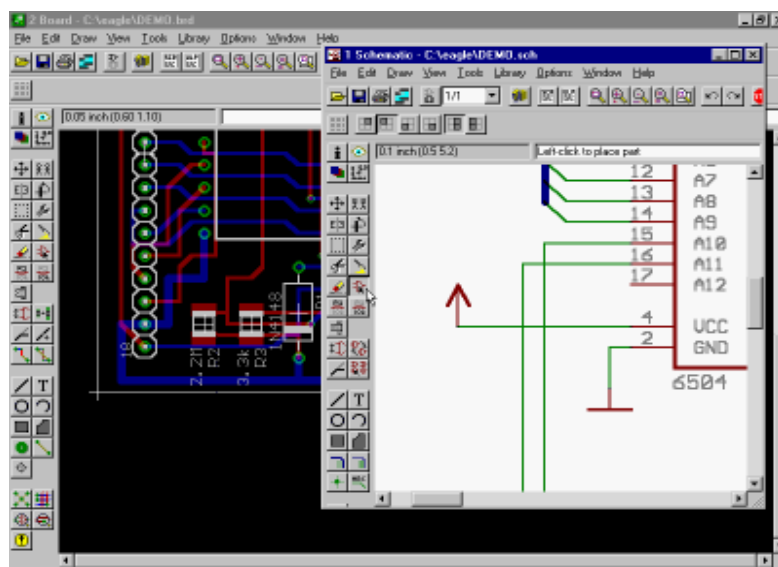 2 Board - C:\eagle\DEMO.brd
File Edit Draw View Tools Library Options Window Help
0.05 inch (0.60 1.10)
18
2.2M
R2
3.3k
R3
1N4148
1 Schematic - C:\eagle\DEMO.sch
File Edit Draw View Tools Library Options Window Help
1/1
0.1 inch (0.5 5.2)
Left-click to place part
12 A7
13 A8
14 A9
15 A10
16 A11
17 A12
4 VCC
2 GND
6504